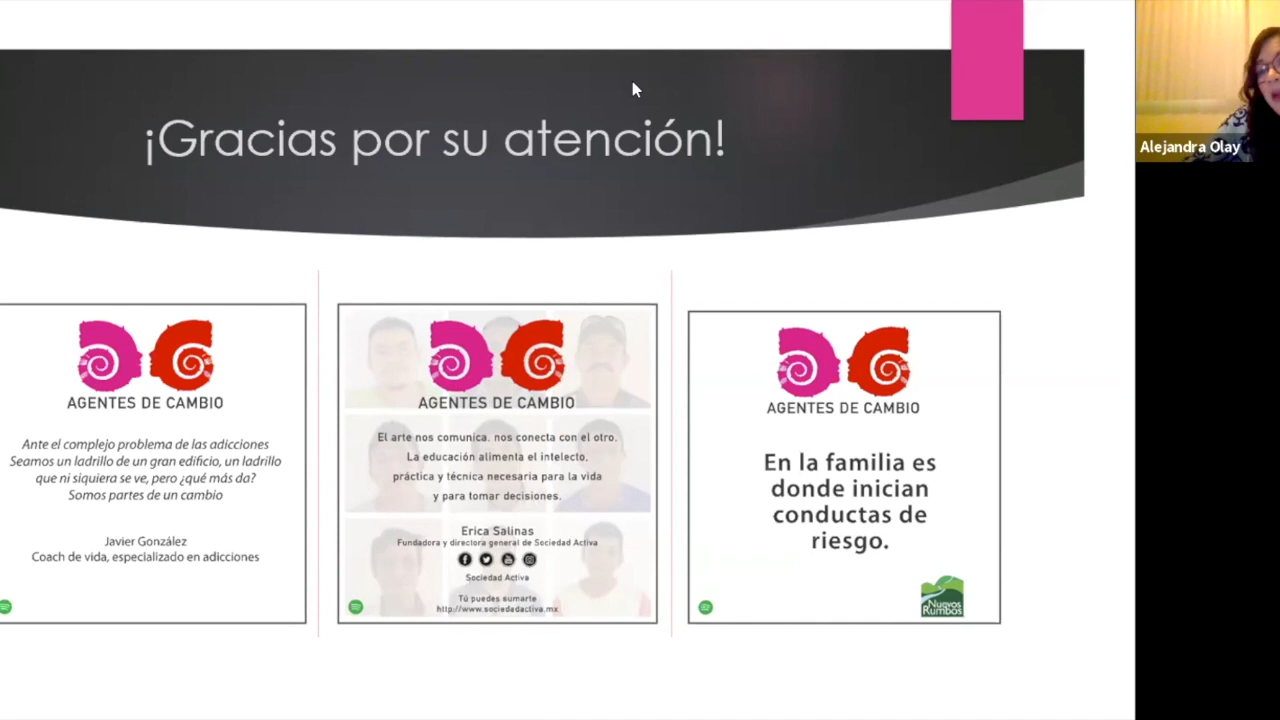 ¡Gracias por su atención!
Alejandra Olay
AGENTES DE CAMBIO
Ante el complejo problema de las adicciones
Seamos un ladrillo de un gran edificio, un ladrillo
que ni siquiera se ve, pero ¿qué más da?
Somos partes de un cambio
Javier González
Coach de vida, especializado en adicciones
AGENTES DE CAMBIO
El arte nos comunica, nos conecta con el otro.
La educación alimenta el intelecto,
práctica y técnica necesaria para la vida
y para tomar decisiones.
Erica Salinas
Fundadora y directora general de Sociedad Activa
Sociedad Activa
Tú puedes sumarte
http://www.sociedadactiva.mx
AGENTES DE CAMBIO
En la familia es
donde inician
conductas de
riesgo.
Nuevos
Rumbos